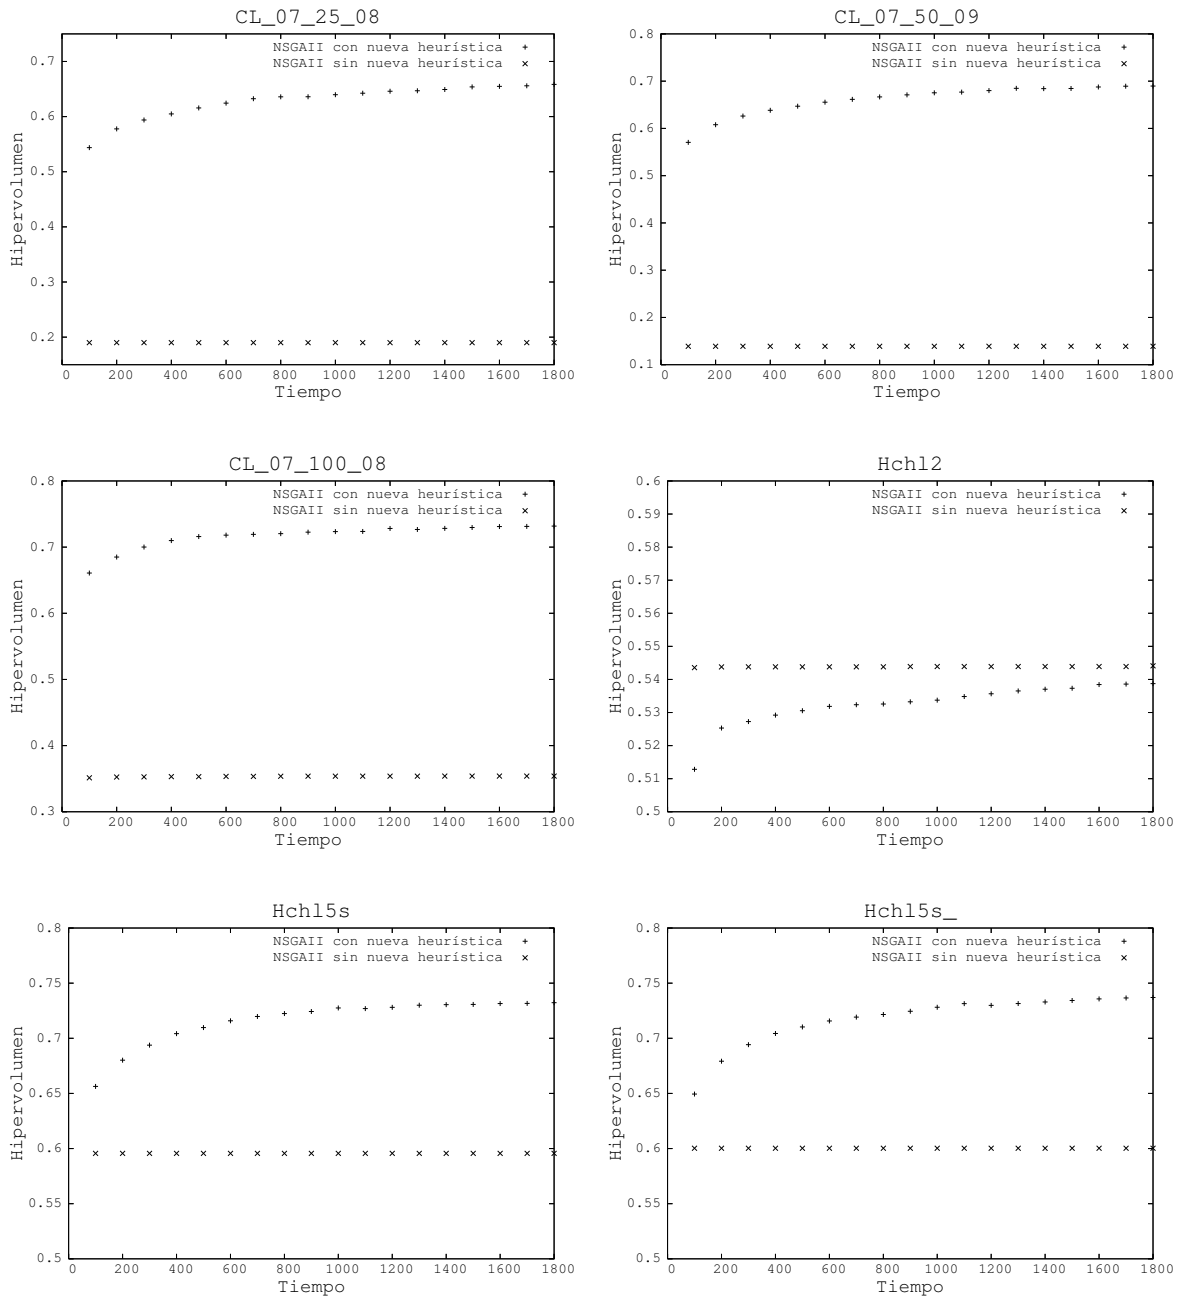 CL_07_25_08
NSGAII con nueva heurística
NSGAII sin nueva heurística
Hipervolumen
0.7
0.6
0.5
0.4
0.3
0.2
0 200 400 600 800 1000 1200 1400 1600 1800
Tiempo
CL_07_50_09
NSGAII con nueva heurística
NSGAII sin nueva heurística
Hipervolumen
0.8
0.7
0.6
0.5
0.4
0.3
0.2
0.1
0 200 400 600 800 1000 1200 1400 1600 1800
Tiempo
CL_07_100_08
NSGAII con nueva heurística
NSGAII sin nueva heurística
Hipervolumen
0.8
0.7
0.6
0.5
0.4
0.3
0 200 400 600 800 1000 1200 1400 1600 1800
Tiempo
Hchl2
NSGAII con nueva heurística
NSGAII sin nueva heurística
Hipervolumen
0.6
0.59
0.58
0.57
0.56
0.55
0.54
0.53
0.52
0.51
0.5
0 200 400 600 800 1000 1200 1400 1600 1800
Tiempo
Hchl5s
NSGAII con nueva heurística
NSGAII sin nueva heurística
Hipervolumen
0.8
0.75
0.7
0.65
0.6
0.55
0.5
0 200 400 600 800 1000 1200 1400 1600 1800
Tiempo
Hchl5s_
NSGAII con nueva heurística
NSGAII sin nueva heurística
Hipervolumen
0.8
0.75
0.7
0.65
0.6
0.55
0.5
0 200 400 600 800 1000 1200 1400 1600 1800
Tiempo